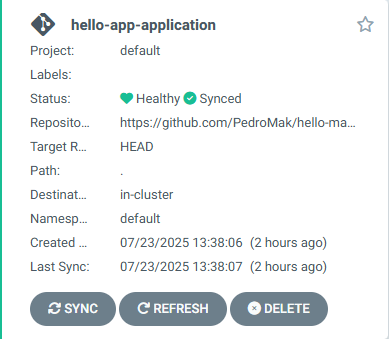 hello-app-application
Project: default
Labels:
Status: Healthy Synced
Reposito... https://github.com/PedroMak/hello-ma...
Target R... HEAD
Path: .
Destinat... in-cluster
Namesp... default
Created ... 07/23/2025 13:38:06 (2 hours ago)
Last Sync: 07/23/2025 13:38:07 (2 hours ago)
SYNC REFRESH DELETE